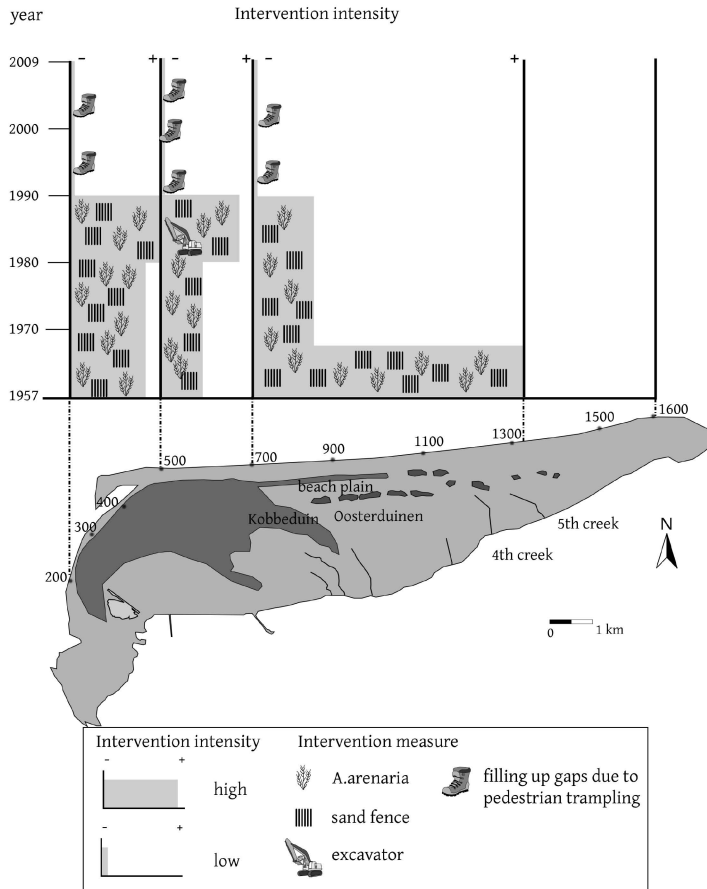 year
Intervention intensity
2009
- + - + - +
2000
1990
1980
1970
1957
1600
1500
1300
1100
900
700
500
beach plain
400
Kobbeduin Oosterduinen
5th creek
300
N
4th creek
200
0 1 km
Intervention intensity
- +
high
- +
low
Intervention measure
A.arenaria
sand fence
excavator
filling up gaps due to
pedestrian trampling